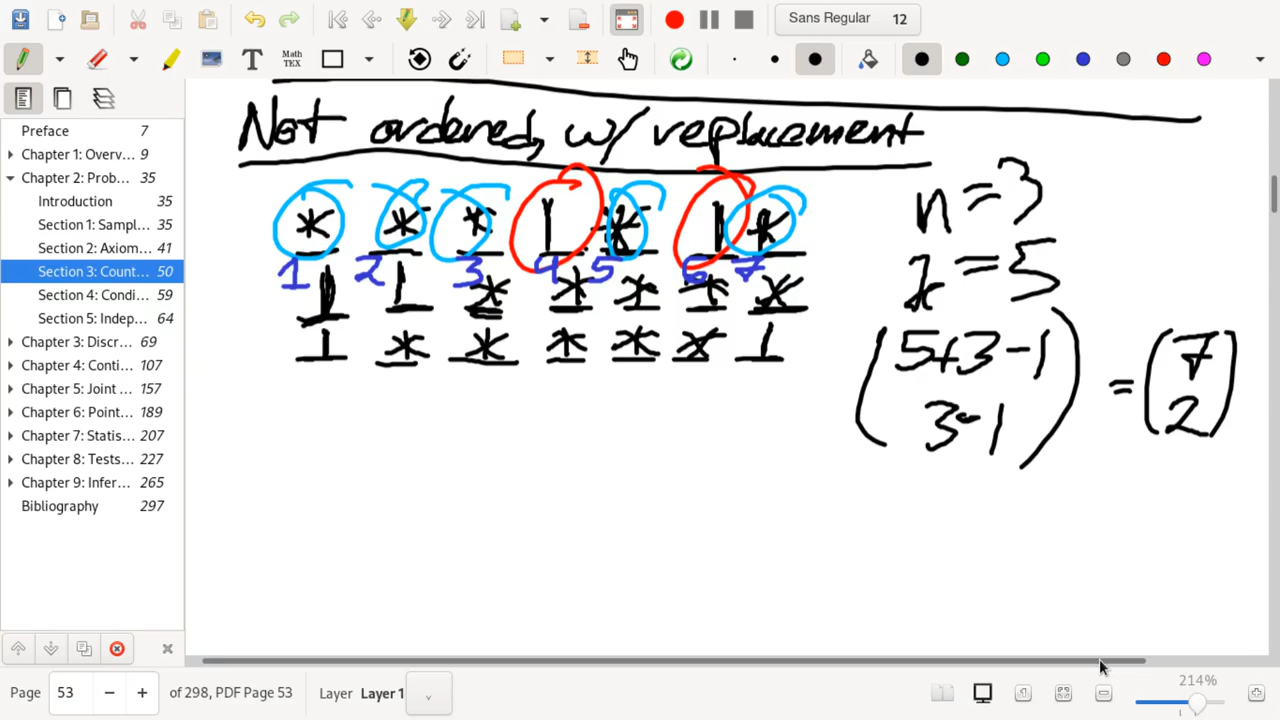 Sans Regular 12
T Math TEX
Preface 7
Chapter 1: Overv... 9
Chapter 2: Prob... 35
Introduction 35
Section 1: Sampl... 35
Section 2: Axiom... 41
Section 3: Count... 50
Section 4: Condi... 59
Section 5: Indep... 64
Chapter 3: Discr... 69
Chapter 4: Conti... 107
Chapter 5: Joint ... 157
Chapter 6: Point... 189
Chapter 7: Statis... 207
Chapter 8: Tests... 227
Chapter 9: Infer... 265
Bibliography 297
Not ordered, w/ replacement
* * * | * | *
1 2 3 4 5 6 7
| | * * * * *
| * * * * * |
n = 3
k = 5
(5+3-1
3-1) = (7
2)
Page 53 of 298, PDF Page 53 Layer Layer 1 214%